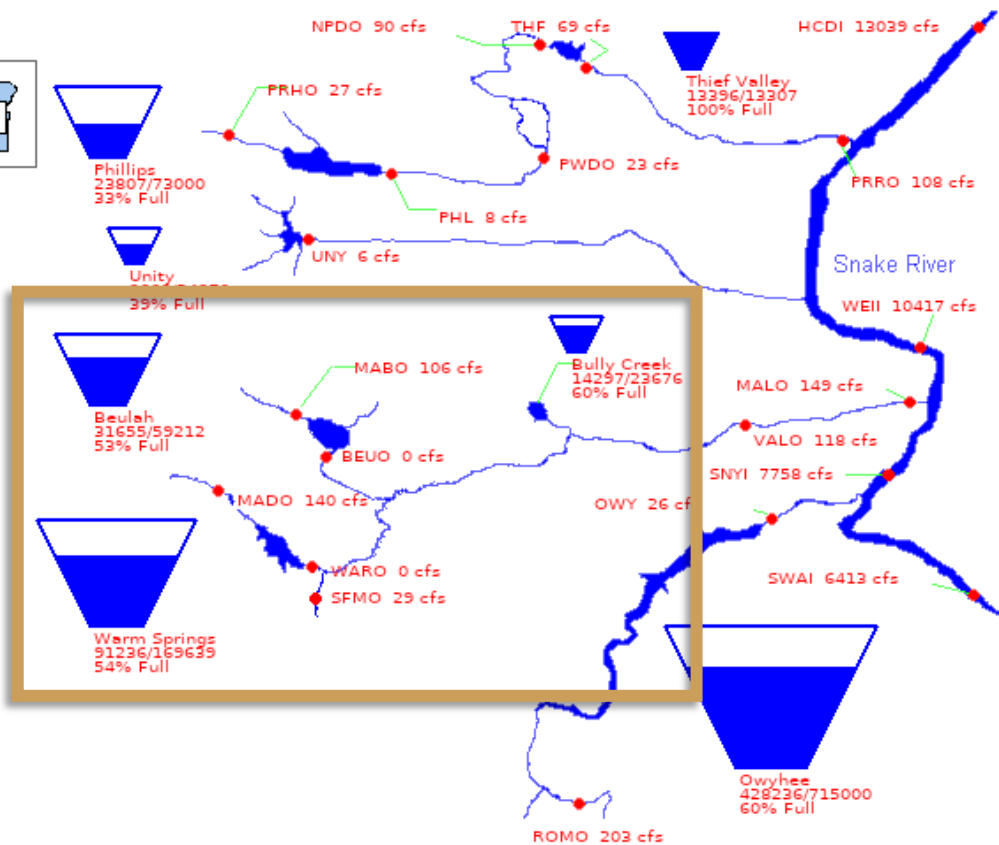 NPDO 90 cfs
THF 69 cfs
HCDI 13039 cfs
Thief Valley
13396/13307
100% Full
PRHO 27 cfs
Phillips
23807/73000
33% Full
PWDO 23 cfs
PRRO 108 cfs
PHL 8 cfs
UNY 6 cfs
Snake River
Unity
39% Full
WEII 10417 cfs
MABO 106 cfs
Bully Creek
14297/23676
60% Full
MALO 149 cfs
Beulah
31655/59212
53% Full
VALO 118 cfs
BEUO 0 cfs
SNYI 7758 cfs
MADO 140 cfs
OWY 26 cf
WARO 0 cfs
SWAI 6413 cfs
SFMO 29 cfs
Warm Springs
91236/169639
54% Full
Owyhee
428236/715000
60% Full
ROMO 203 cfs